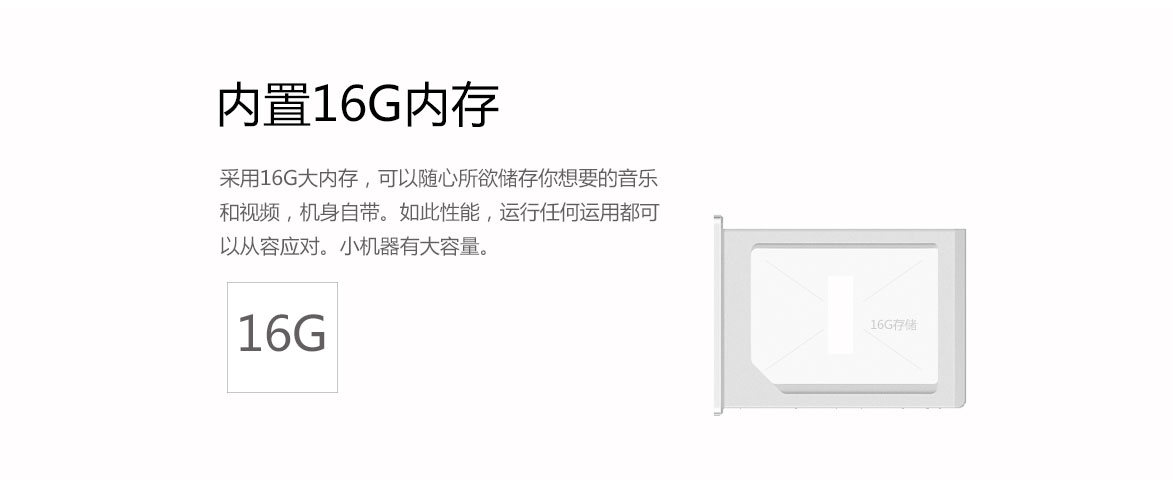 内置16G内存
采用16G大内存，可以随心所欲储存你想要的音乐
和视频，机身自带。如此性能，运行任何运用都可
以从容应对。小机器有大容量。
16G
16G存储